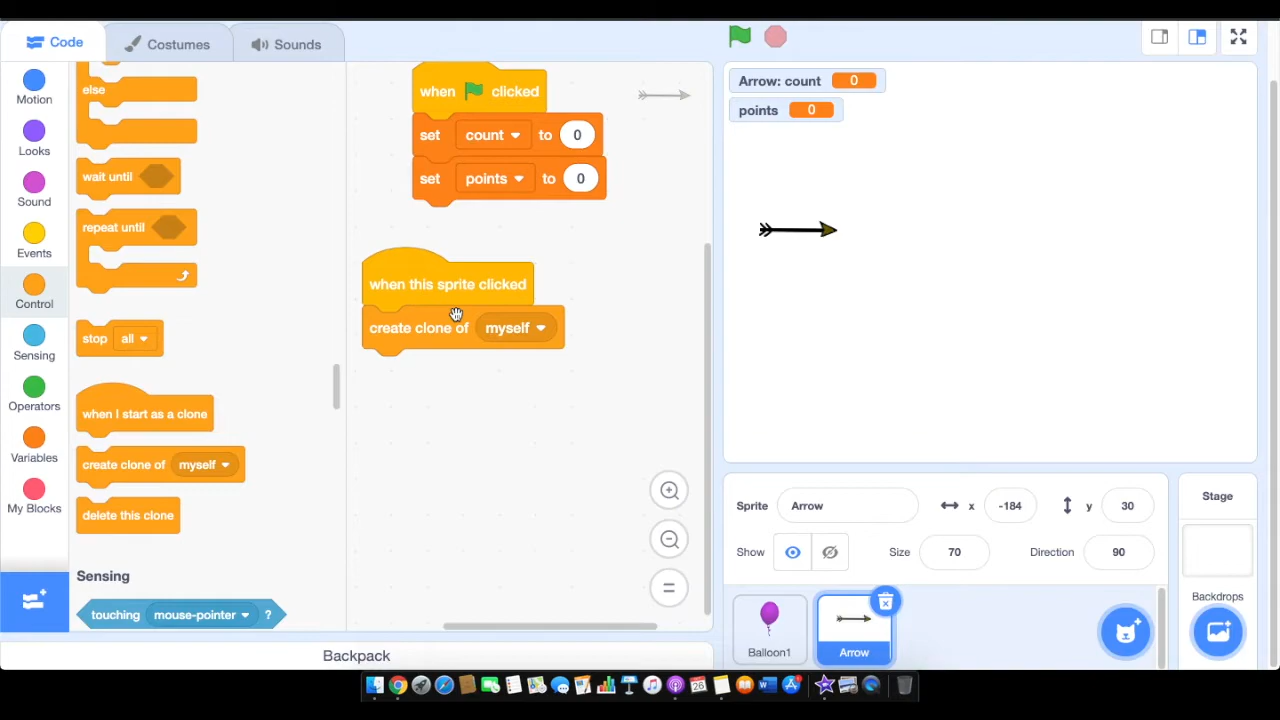 Code
Costumes
Sounds
Motion
Looks
Sound
Events
Control
Sensing
Operators
Variables
My Blocks
else
wait until
repeat until
stop all
when I start as a clone
create clone of myself
delete this clone
Sensing
touching mouse-pointer ?
when clicked
set count to 0
set points to 0
when this sprite clicked
create clone of myself
Backpack
Arrow: count 0
points 0
Sprite Arrow x -184 y 30
Show Size 70 Direction 90
Balloon1
Arrow
Stage
Backdrops
26